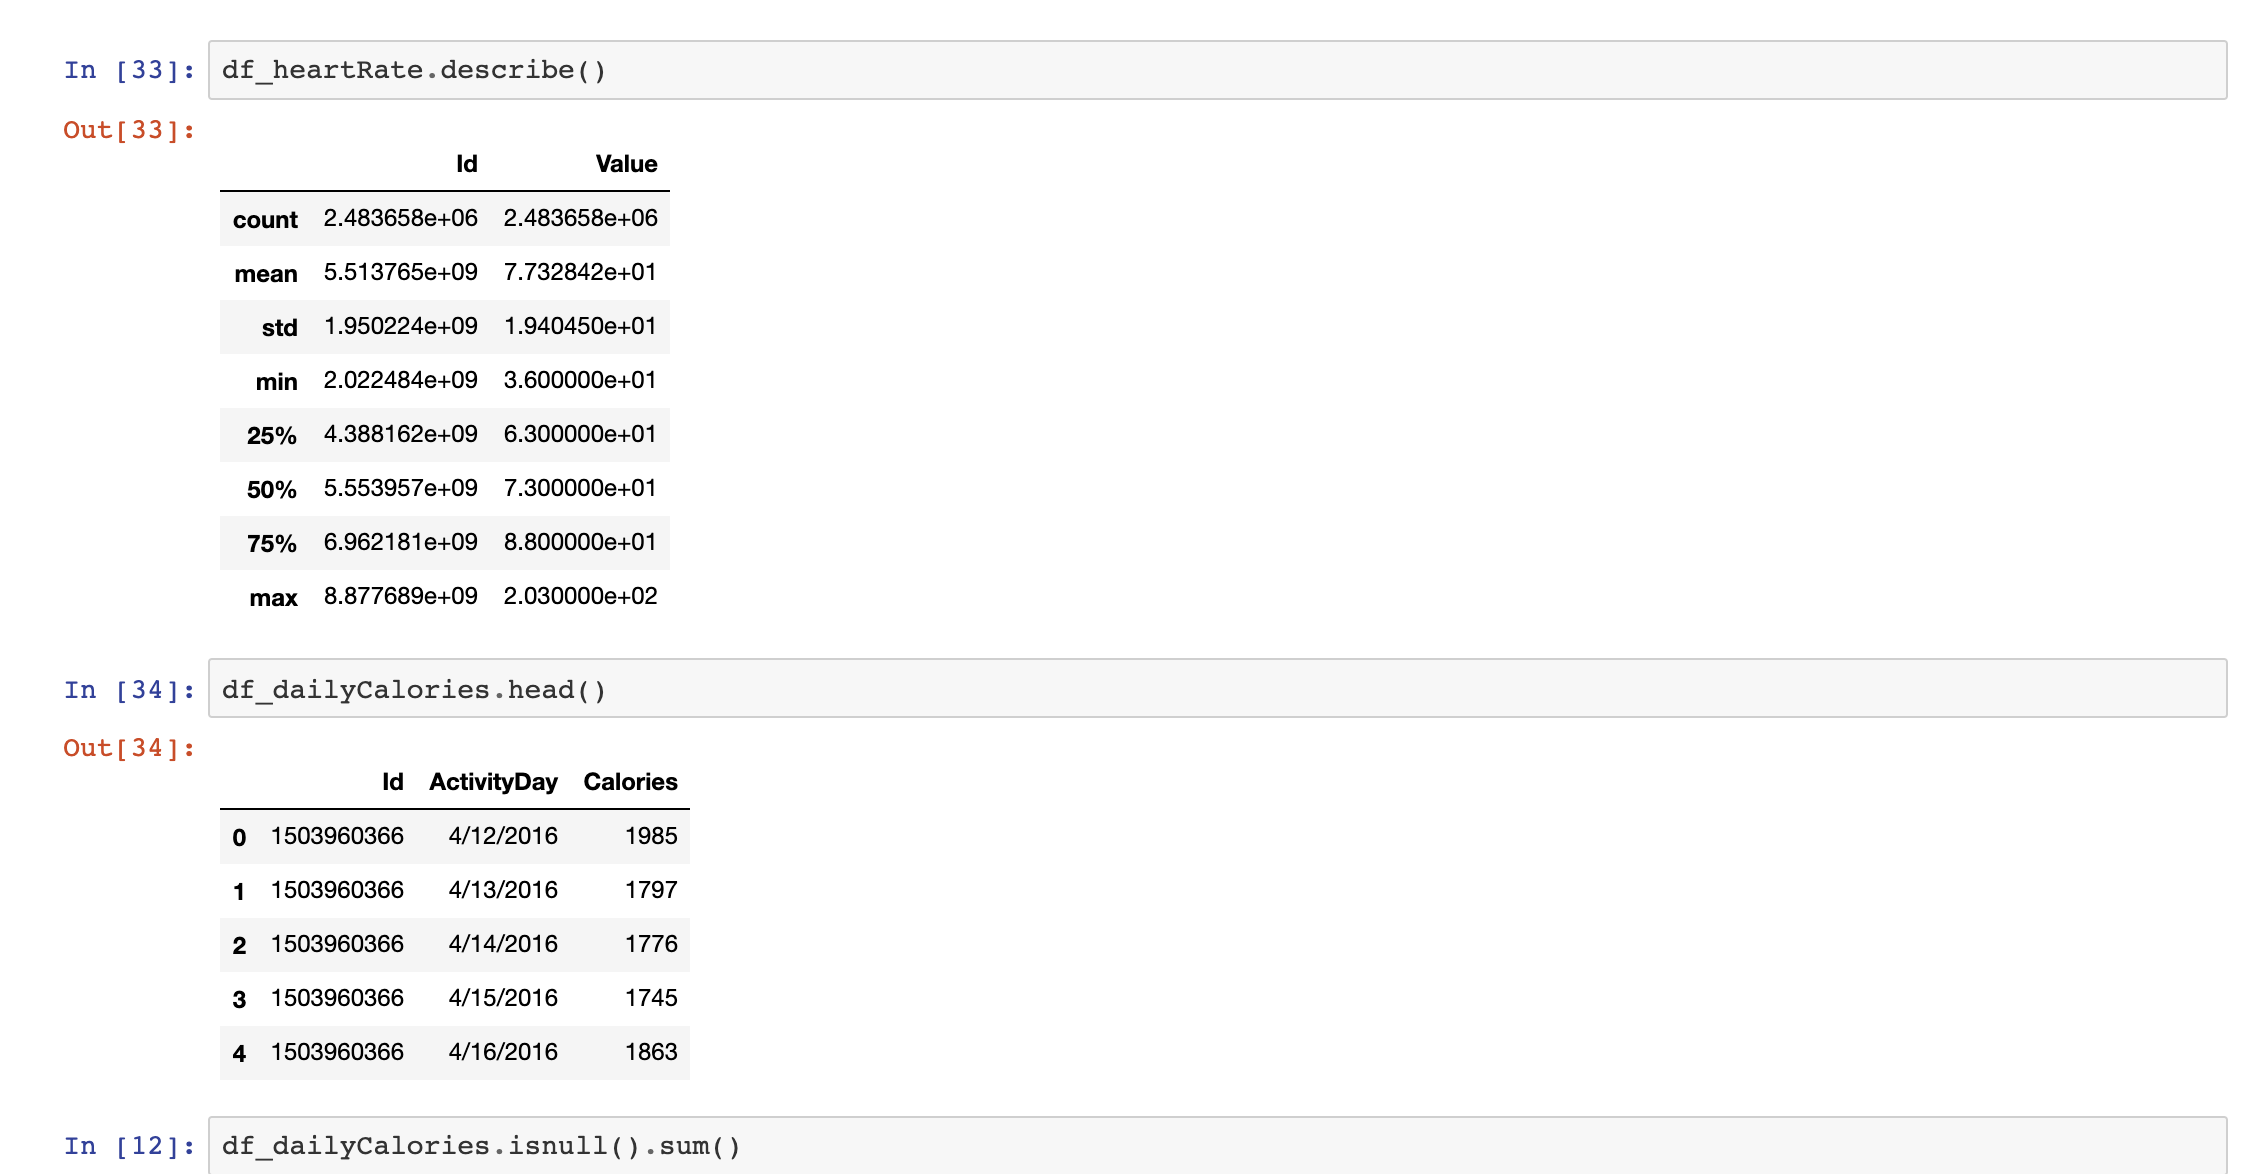 In [33]: df_heartRate.describe()
Out[33]:
Id Value
count 2.483658e+06 2.483658e+06
mean 5.513765e+09 7.732842e+01
std 1.950224e+09 1.940450e+01
min 2.022484e+09 3.600000e+01
25% 4.388162e+09 6.300000e+01
50% 5.553957e+09 7.300000e+01
75% 6.962181e+09 8.800000e+01
max 8.877689e+09 2.030000e+02
In [34]: df_dailyCalories.head()
Out[34]:
Id ActivityDay Calories
0 1503960366 4/12/2016 1985
1 1503960366 4/13/2016 1797
2 1503960366 4/14/2016 1776
3 1503960366 4/15/2016 1745
4 1503960366 4/16/2016 1863
In [12]: df_dailyCalories.isnull().sum()